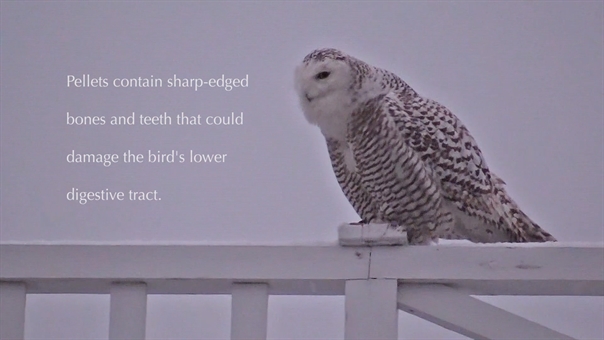 Pellets contain sharp-edged
bones and teeth that could
damage the bird's lower
digestive tract.